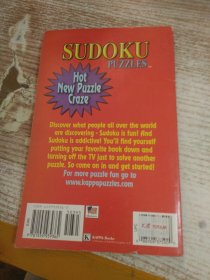 SUDOKU
PUZZLES
Hot
New Puzzle
Craze
Discover what people all over the world
are discovering - Sudoku is fun! And
Sudoku is addictive! You'll find yourself
putting your favorite book down and
turning off the TV just to solve another
puzzle. So come on in and get started!
For more puzzle fun go to
www.kappapuzzles.com
KAPPA Books